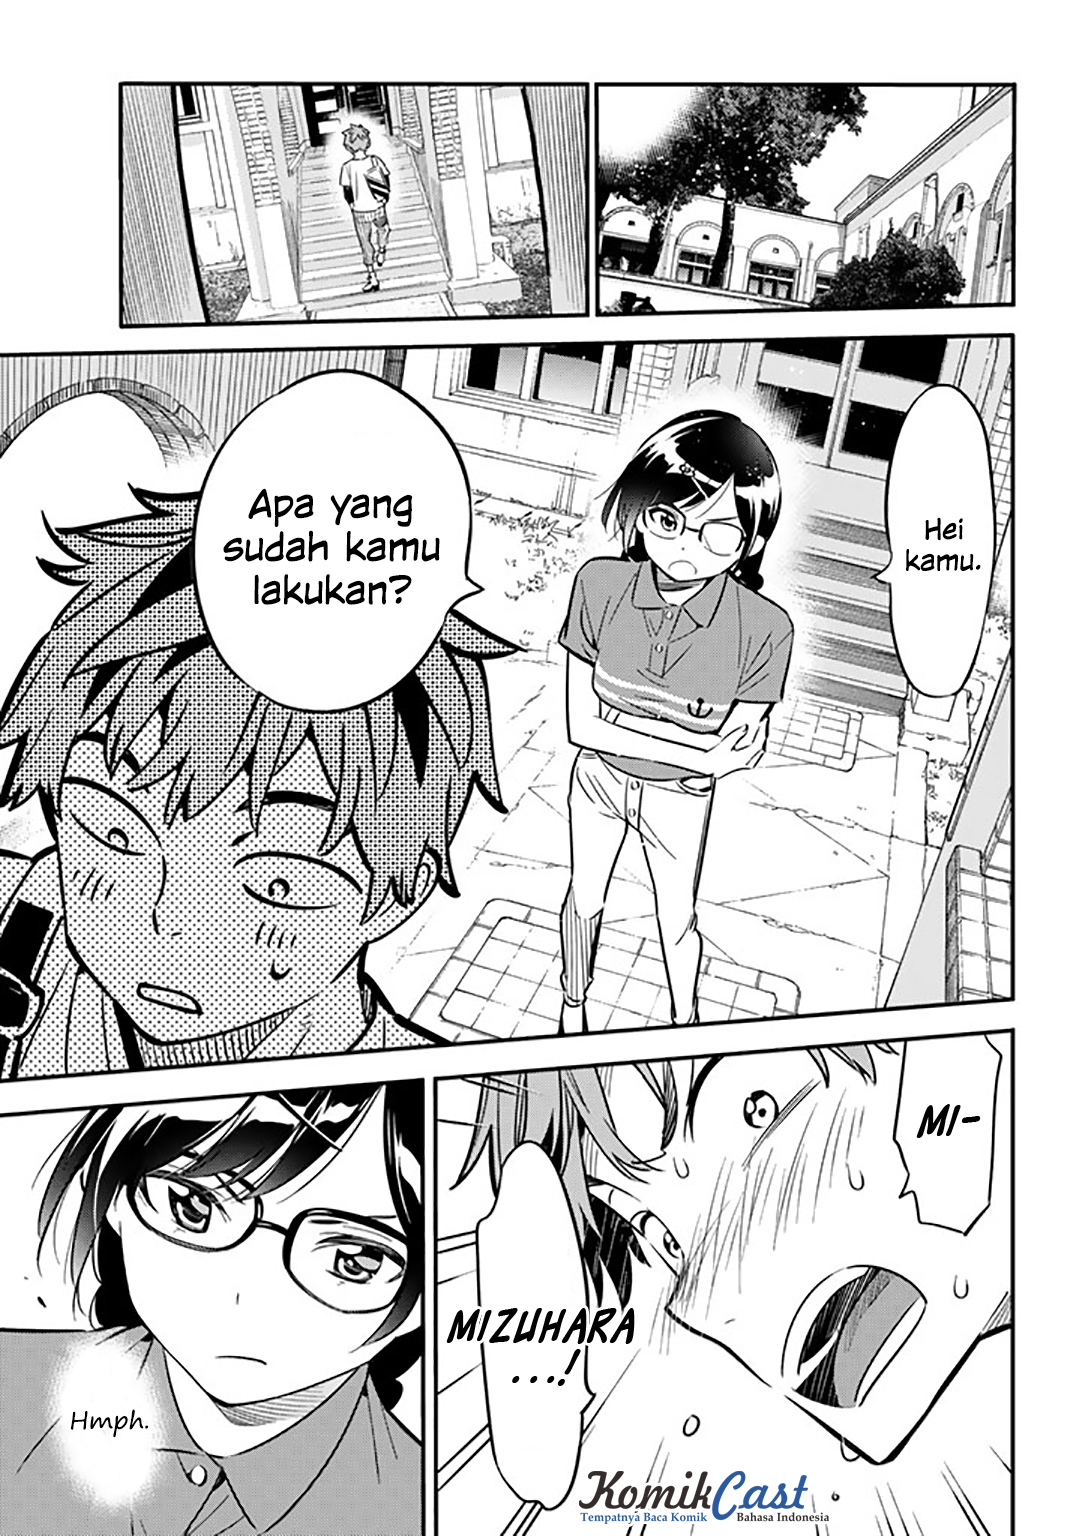 Hei
kamu.
Apa yang
sudah kamu
lakukan?
MI-
MIZUHARA
...!
Hmph.
KomikCast
Tempatnya Baca Komik Bahasa Indonesia